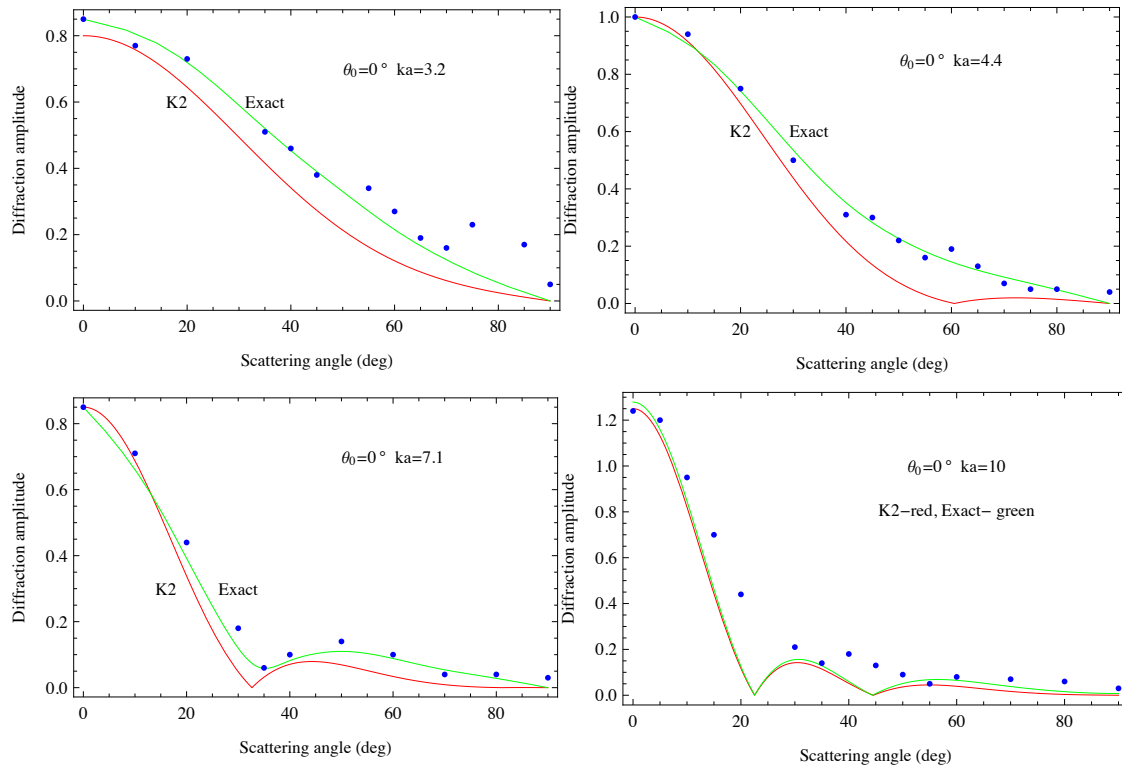 θ₀=0° ka=3.2
K2 Exact
Diffraction amplitude
0.8
0.6
0.4
0.2
0.0
0 20 40 60 80
Scattering angle (deg)
θ₀=0° ka=4.4
K2 Exact
Diffraction amplitude
1.0
0.8
0.6
0.4
0.2
0.0
0 20 40 60 80
Scattering angle (deg)
θ₀=0° ka=7.1
K2 Exact
Diffraction amplitude
0.8
0.6
0.4
0.2
0.0
0 20 40 60 80
Scattering angle (deg)
θ₀=0° ka=10
K2−red, Exact− green
Diffraction amplitude
1.2
1.0
0.8
0.6
0.4
0.2
0.0
0 20 40 60 80
Scattering angle (deg)